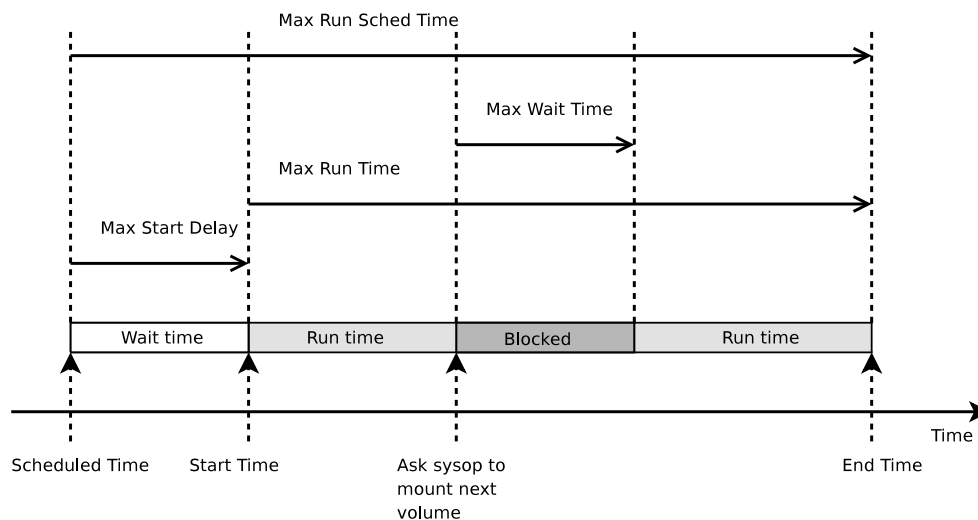 Max Run Sched Time
Max Wait Time
Max Run Time
Max Start Delay
Wait time
Run time
Blocked
Run time
Time
Scheduled Time
Start Time
Ask sysop to
mount next
volume
End Time